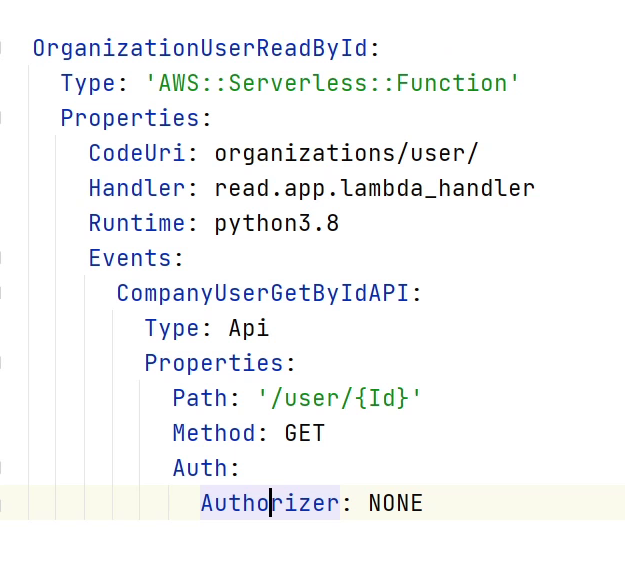 OrganizationUserReadById:
Type: 'AWS::Serverless::Function'
Properties:
CodeUri: organizations/user/
Handler: read.app.lambda_handler
Runtime: python3.8
Events:
CompanyUserGetByIdAPI:
Type: Api
Properties:
Path: '/user/{Id}'
Method: GET
Auth:
Authorizer: NONE